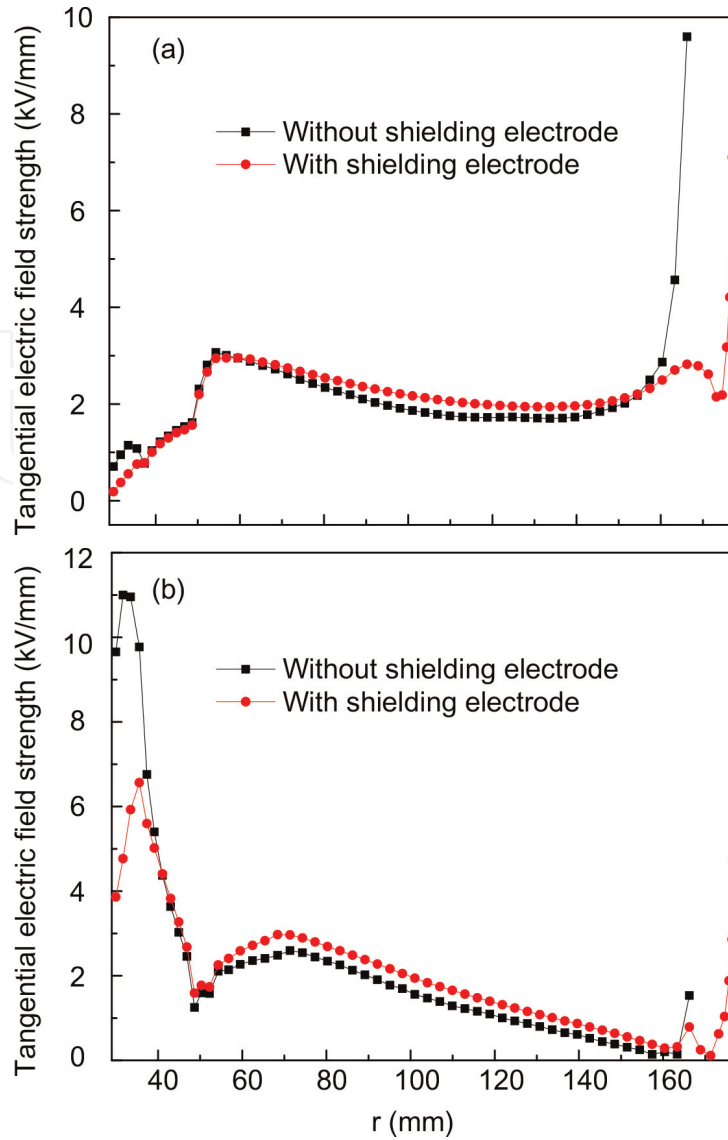 10
(a)
Without shielding electrode
With shielding electrode
8
6
4
2
0
Tangential electric field strength (kV/mm)
12
(b)
10
Without shielding electrode
With shielding electrode
8
6
4
2
0
Tangential electric field strength (kV/mm)
40 60 80 100 120 140 160
r (mm)